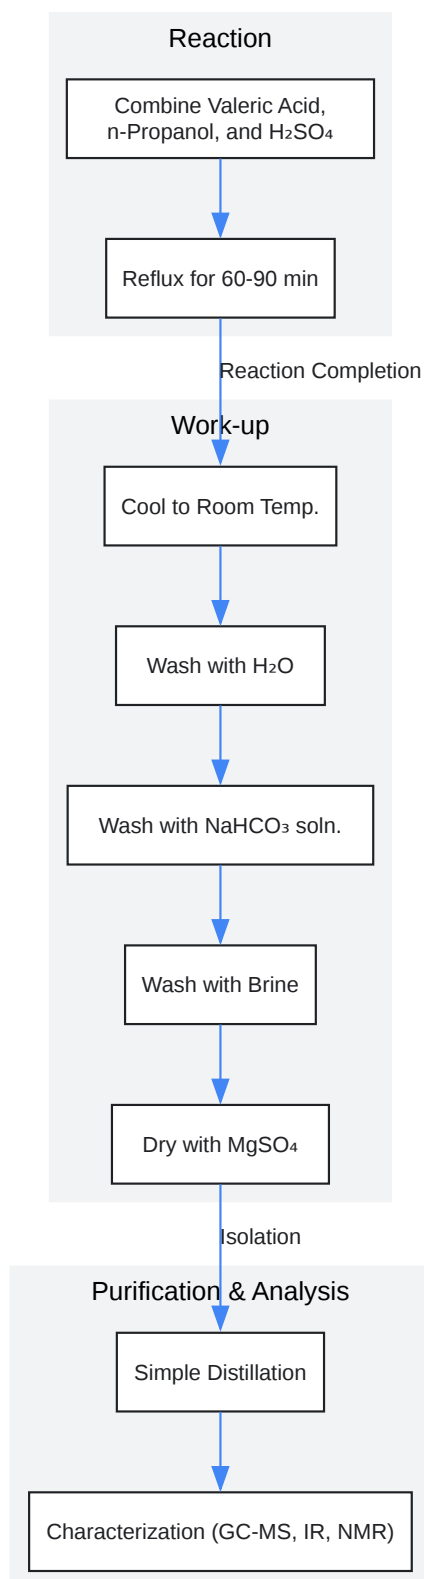 Reaction
Combine Valeric Acid,
n-Propanol, and H₂SO₄
Reflux for 60-90 min
Reaction Completion
Work-up
Cool to Room Temp.
Wash with H₂O
Wash with NaHCO₃ soln.
Wash with Brine
Dry with MgSO₄
Isolation
Purification & Analysis
Simple Distillation
Characterization (GC-MS, IR, NMR)